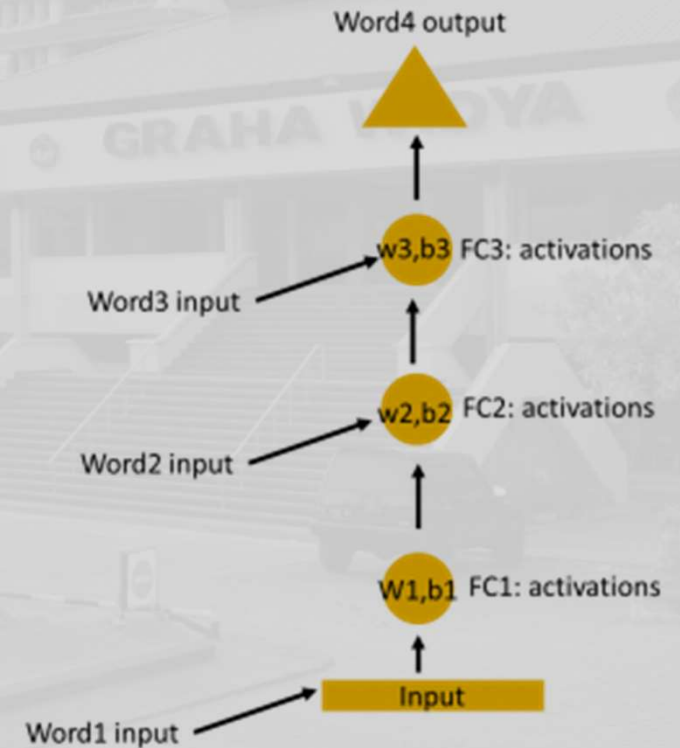 Word4 output
GRAHA W DYA
w3,b3 FC3: activations
Word3 input
w2,b2 FC2: activations
Word2 input
W1,b1 FC1: activations
Input
Word1 input